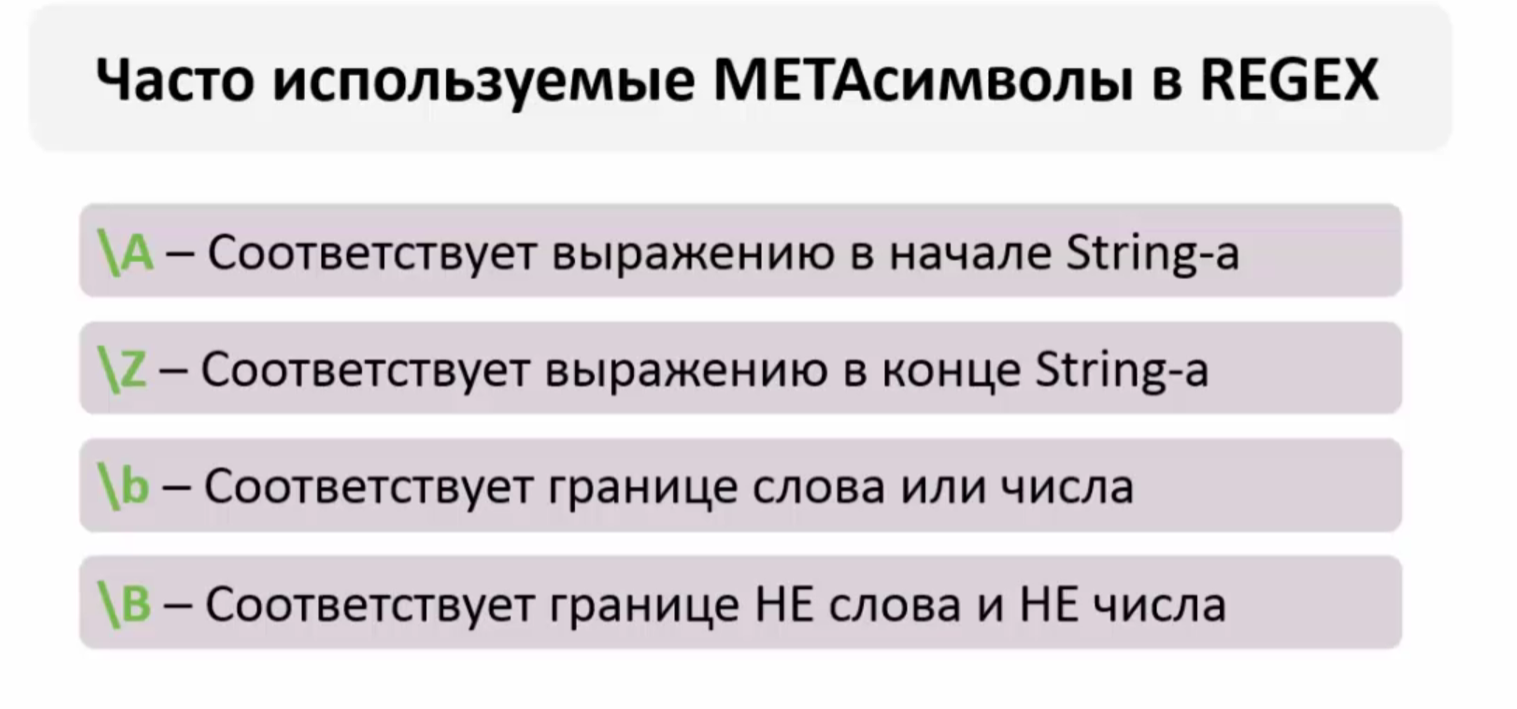 Часто используемые МЕТАсимволы в REGEX
\A – Соответствует выражению в начале String-а
\Z – Соответствует выражению в конце String-а
\b – Соответствует границе слова или числа
\B – Соответствует границе НЕ слова и НЕ числа